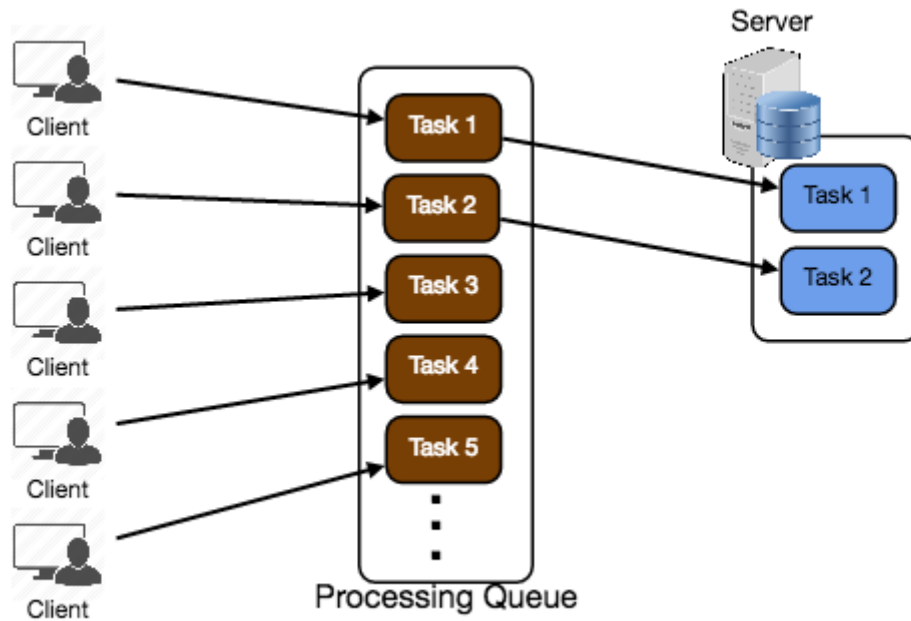 Server
Client
Task 1
Task 1
Client
Task 2
Task 2
Client
Task 3
Client
Task 4
Client
Task 5
Processing Queue